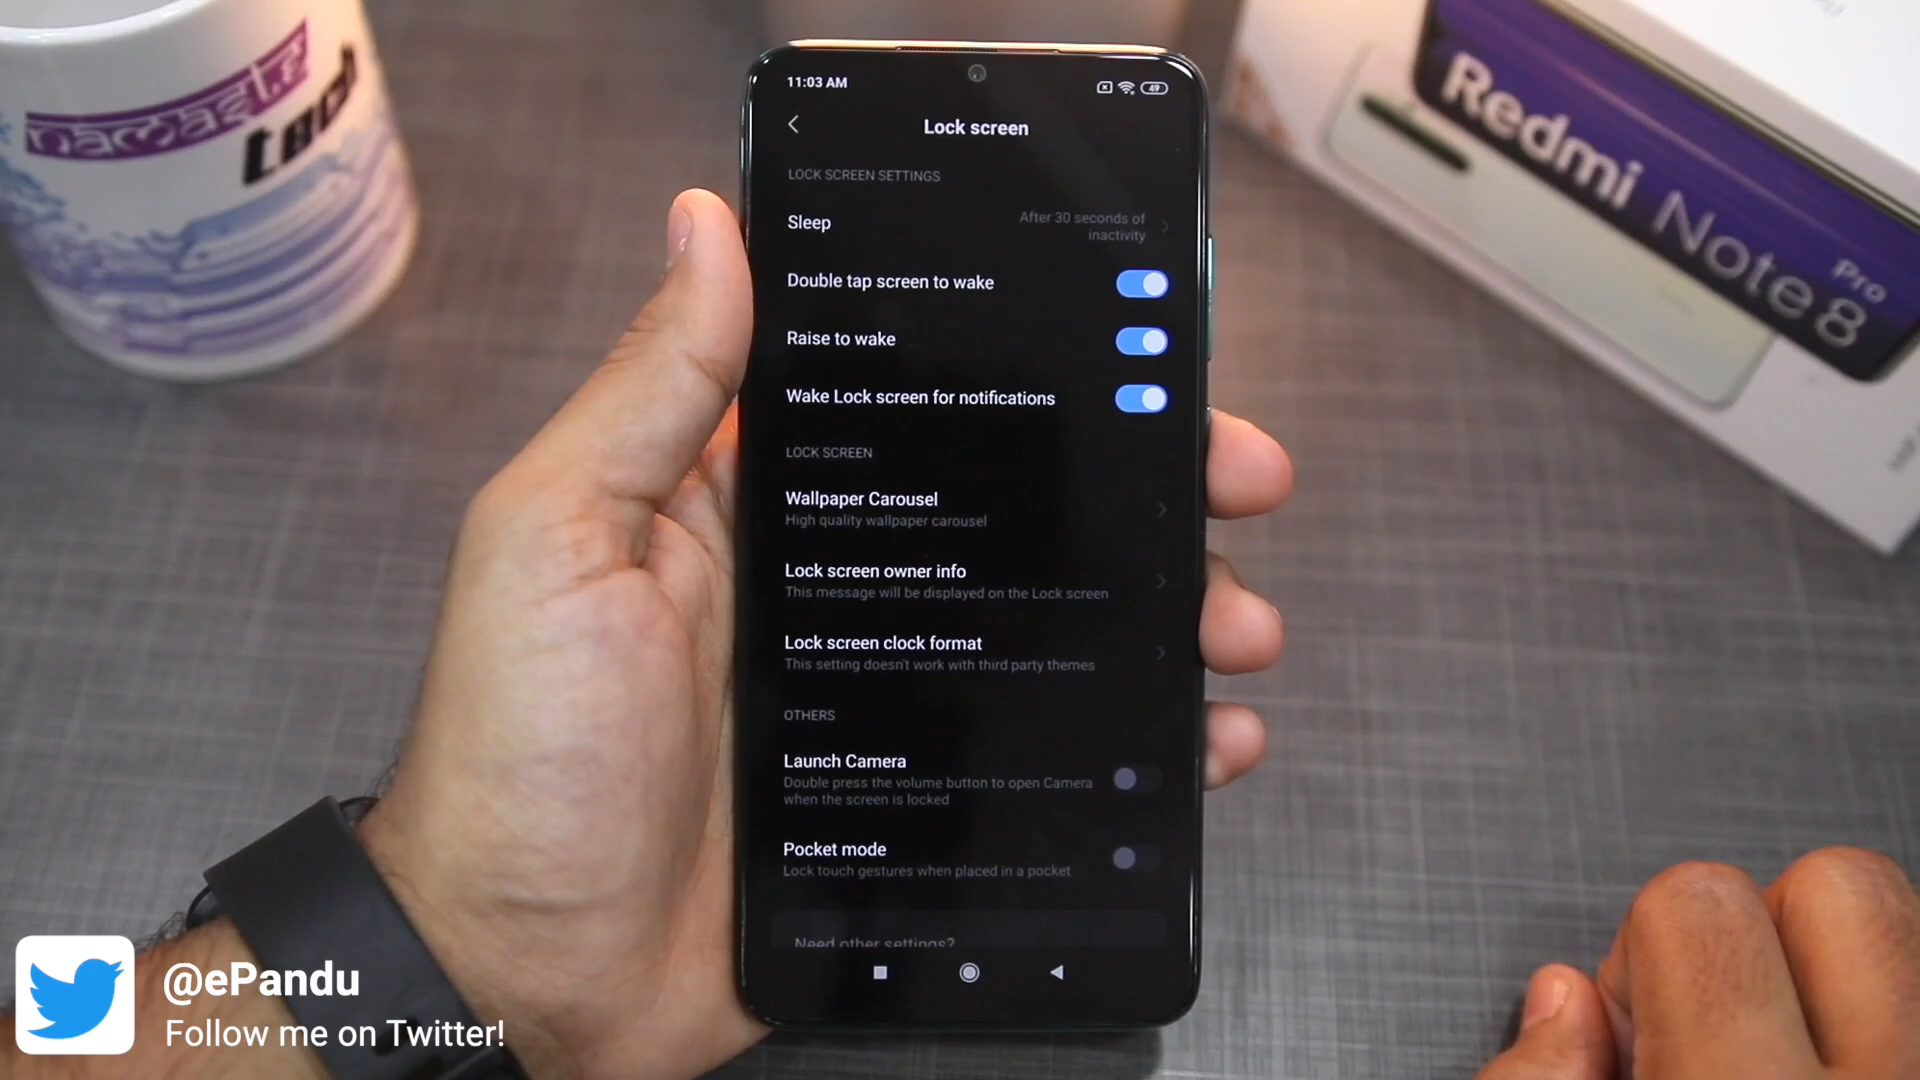 namaste
tech
Redmi Note 8
Pro
11:03 AM
49
Lock screen
LOCK SCREEN SETTINGS
Sleep
After 30 seconds of
inactivity
Double tap screen to wake
Raise to wake
Wake Lock screen for notifications
LOCK SCREEN
Wallpaper Carousel
High quality wallpaper carousel
Lock screen owner info
This message will be displayed on the Lock screen
Lock screen clock format
This setting doesn't work with third party themes
OTHERS
Launch Camera
Double press the volume button to open Camera
when the screen is locked
Pocket mode
Lock touch gestures when placed in a pocket
Need other settings?
@ePandu
Follow me on Twitter!